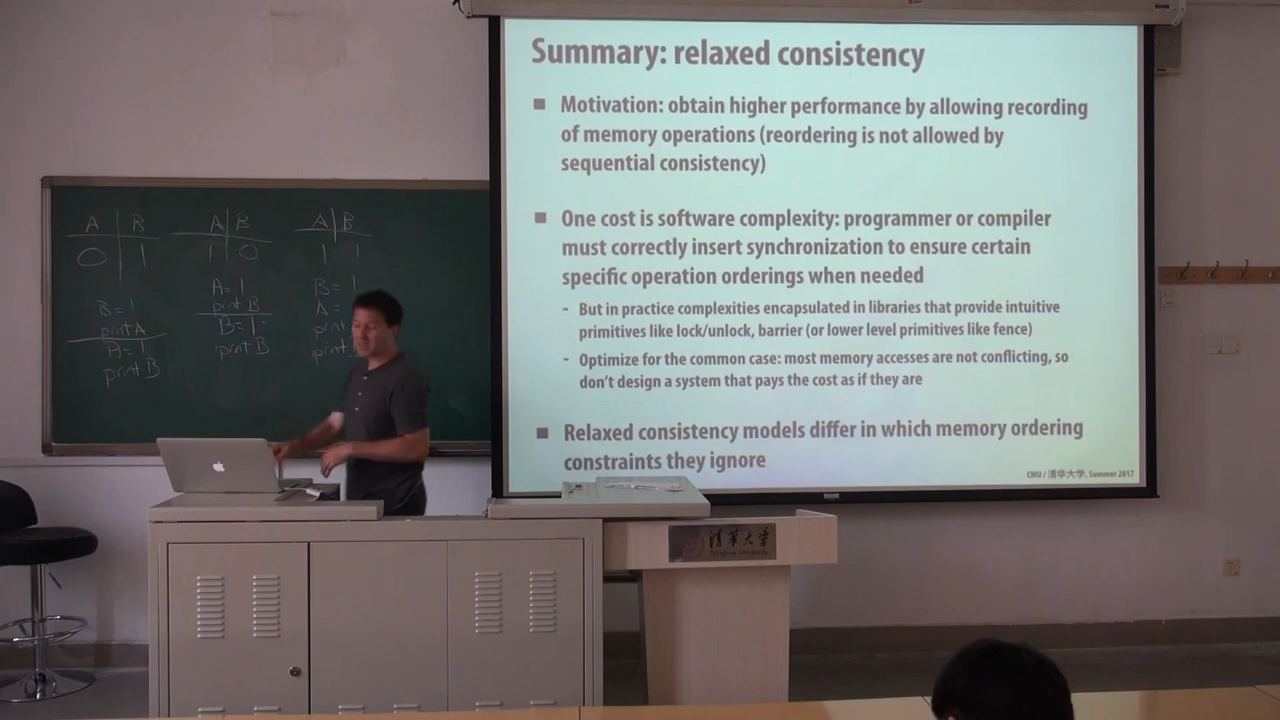 Summary: relaxed consistency
■ Motivation: obtain higher performance by allowing recording
of memory operations (reordering is not allowed by
sequential consistency)
■ One cost is software complexity: programmer or compiler
must correctly insert synchronization to ensure certain
specific operation orderings when needed
- But in practice complexities encapsulated in libraries that provide intuitive
primitives like lock/unlock, barrier (or lower level primitives like fence)
- Optimize for the common case: most memory accesses are not conflicting, so
don't design a system that pays the cost as if they are
■ Relaxed consistency models differ in which memory ordering
constraints they ignore
CMU / 清华大学, Summer 2017
A B
0 1
B=1
print A
A=1
print B
A B
1 0
A=1
print B
B=1
print B
A B
1 1
B=1
A=
print
print
清华大学
Tsinghua University